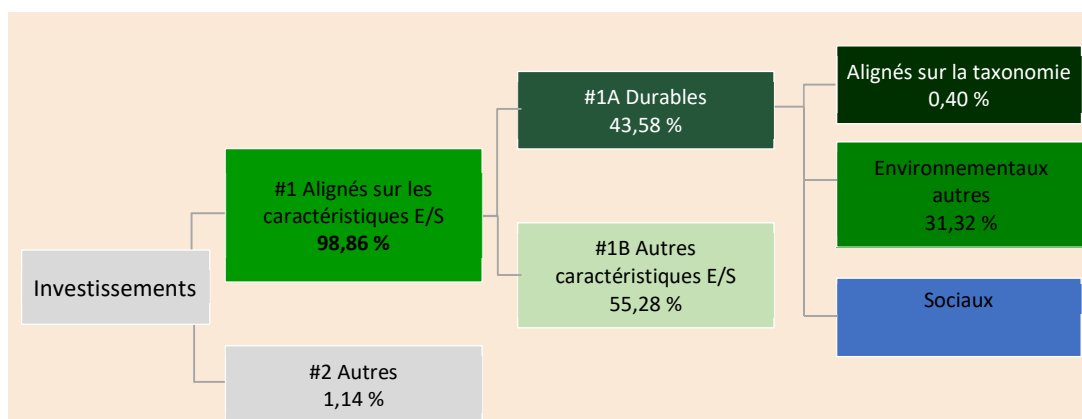 Investissements
#1 Alignés sur les
caractéristiques E/S
98,86 %
#2 Autres
1,14 %
#1A Durables
43,58 %
#1B Autres
caractéristiques E/S
55,28 %
Alignés sur la taxonomie
0,40 %
Environnementaux
autres
31,32 %
Sociaux